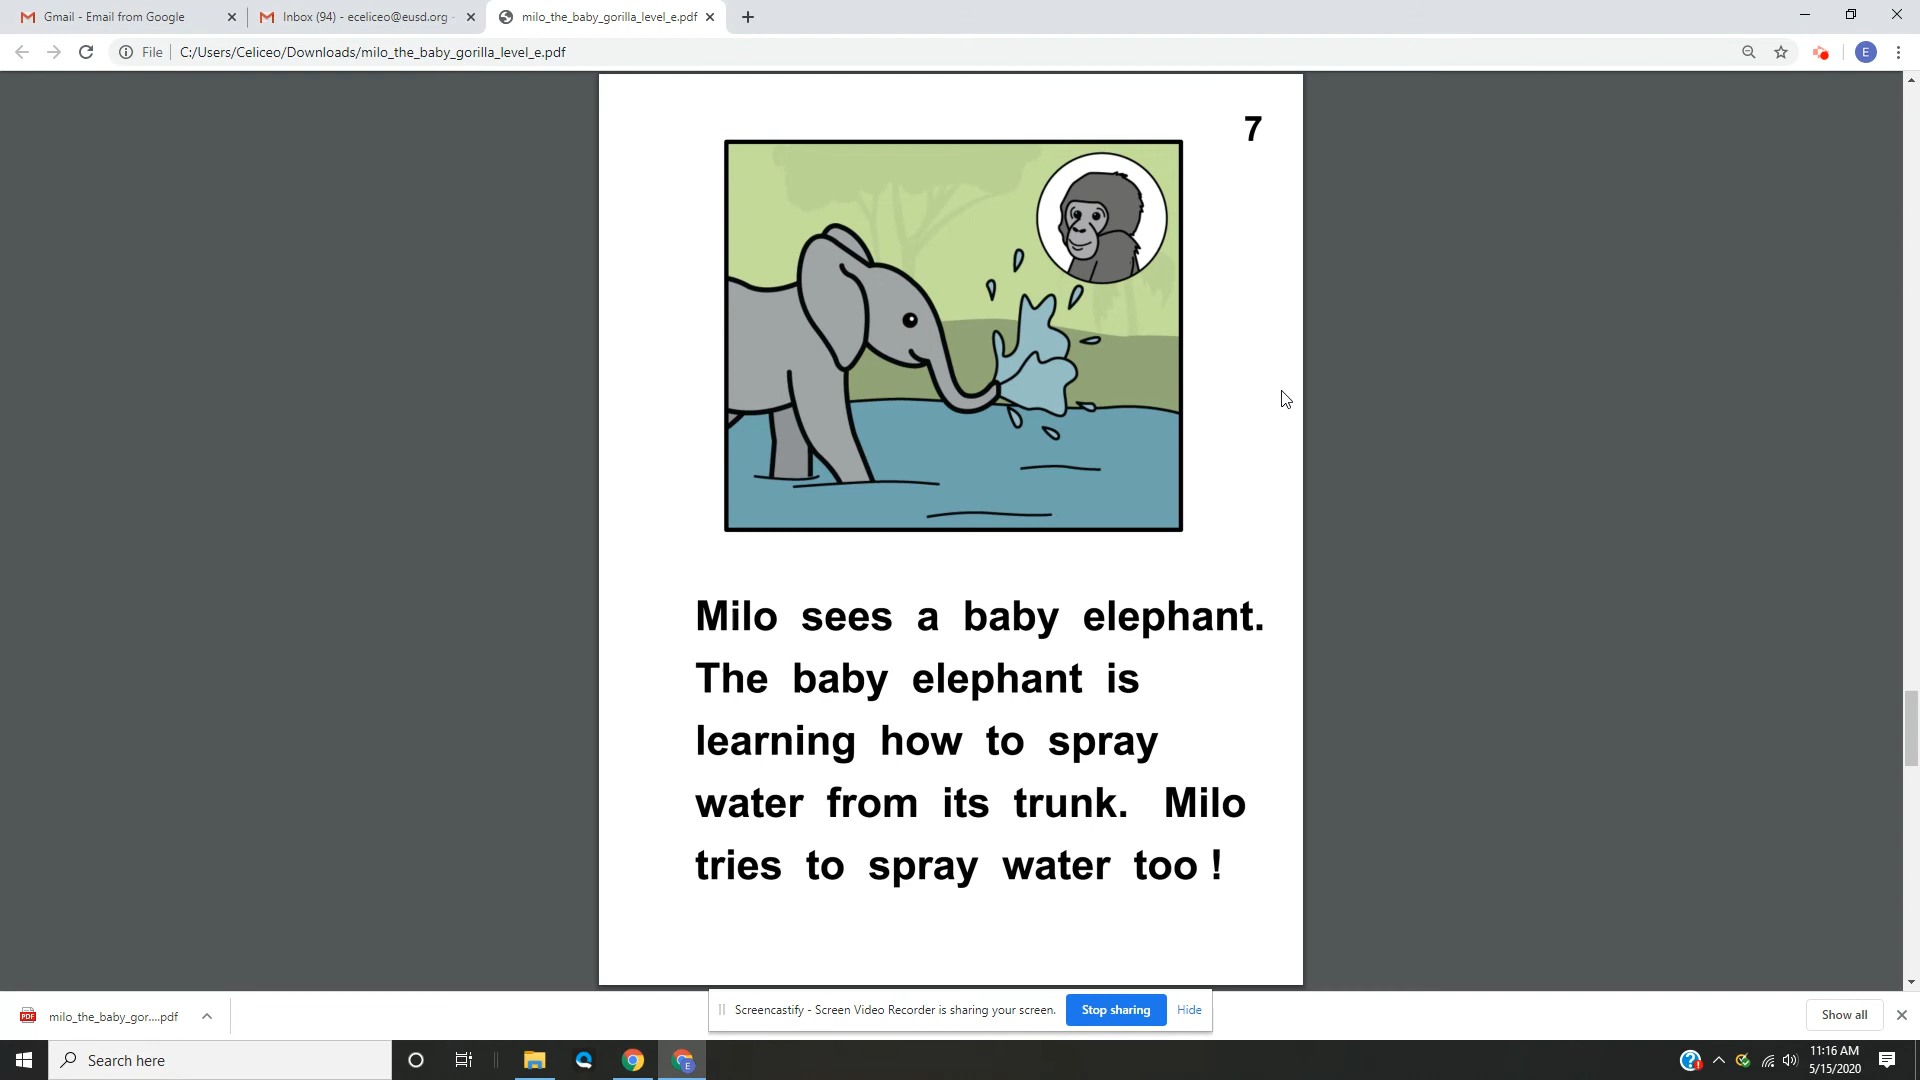 Gmail - Email from Google
Inbox (94) - eceliceo@eusd.org -
milo_the_baby_gorilla_level_e.pdf
File
C:/Users/Celiceo/Downloads/milo_the_baby_gorilla_level_e.pdf
E
7
Milo sees a baby elephant.
The baby elephant is
learning how to spray
water from its trunk. Milo
tries to spray water too !
milo_the_baby_gor....pdf
Screencastify - Screen Video Recorder is sharing your screen.
Stop sharing
Hide
Show all
Search here
11:16 AM
5/15/2020